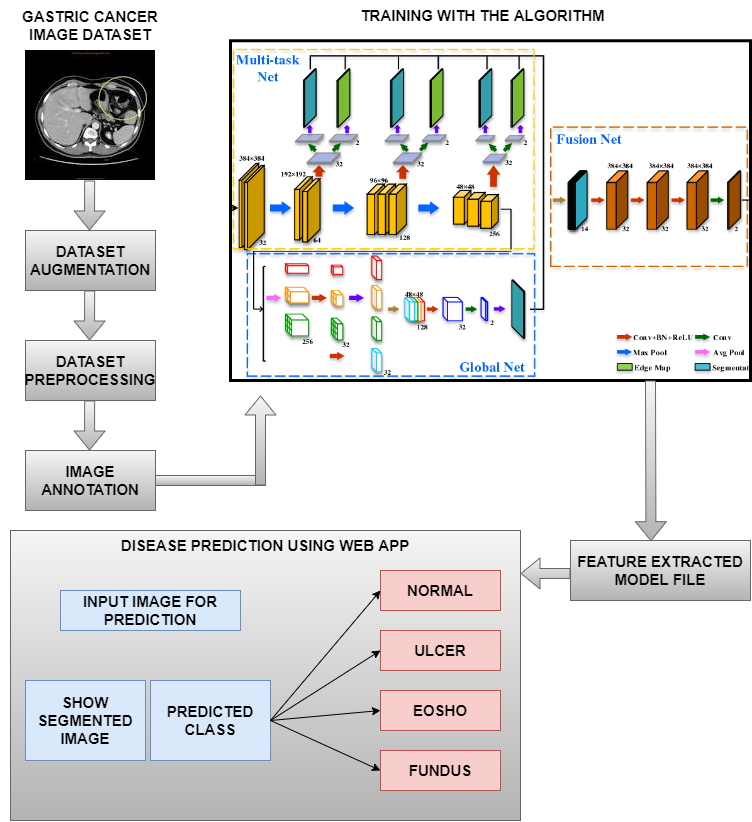 GASTRIC CANCER
IMAGE DATASET
DATASET
AUGMENTATION
DATASET
PREPROCESSING
IMAGE
ANNOTATION
TRAINING WITH THE ALGORITHM
Multi-task
Net
2
2
2
32
32
32
384×384
192×192
96×96
48×48
32
64
128
256
Fusion Net
384×384
384×384
384×384
14
32
32
32
2
48×48
256
32
32
128
32
2
Global Net
Conv+BN+ReLU
Conv
Max Pool
Avg Pool
Edge Map
Segmentat
FEATURE EXTRACTED
MODEL FILE
DISEASE PREDICTION USING WEB APP
INPUT IMAGE FOR
PREDICTION
SHOW
SEGMENTED
IMAGE
PREDICTED
CLASS
NORMAL
ULCER
EOSHO
FUNDUS